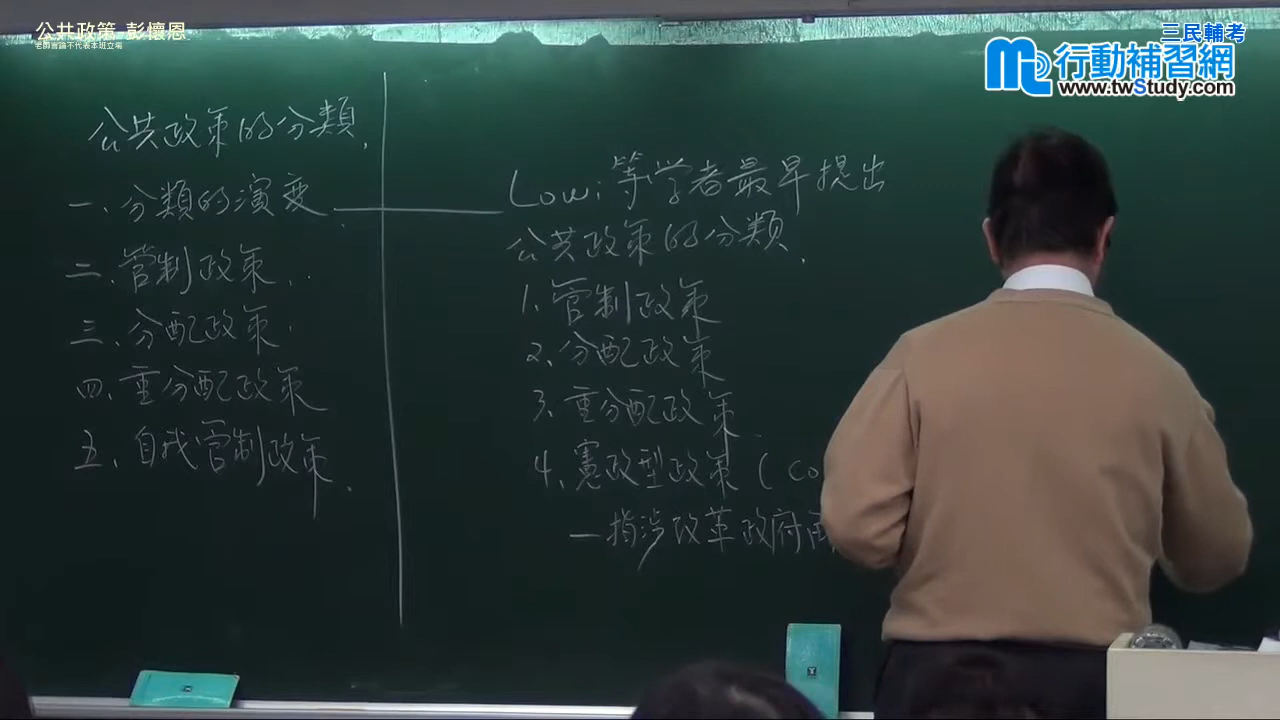 公共政策 彭懷恩
老師言論不代表本班立場
三民輔考
行動補習網
www.twStudy.com
公共政策的分類.
一、分類的演变
二、管制政策.
三、分配政策.
四、重分配政策
五、自我管制政策.
Lowi等学者最早提出
公共政策的分類.
1、管制政策
2、分配政策
3、重分配政策.
4、憲政型政策(Co
—指涉改革政府